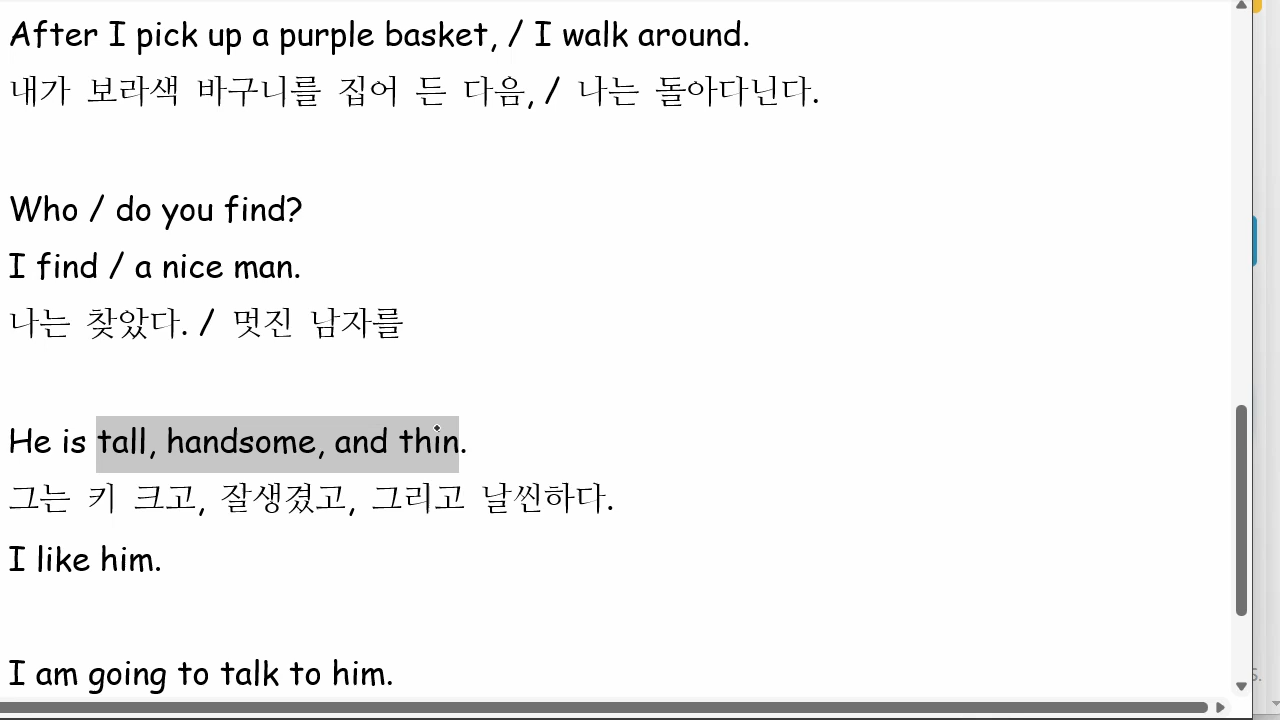 After I pick up a purple basket, / I walk around.
내가 보라색 바구니를 집어 든 다음, / 나는 돌아다닌다.
Who / do you find?
I find / a nice man.
나는 찾았다. / 멋진 남자를
He is tall, handsome, and thin.
그는 키 크고, 잘생겼고, 그리고 날씬하다.
I like him.
I am going to talk to him.